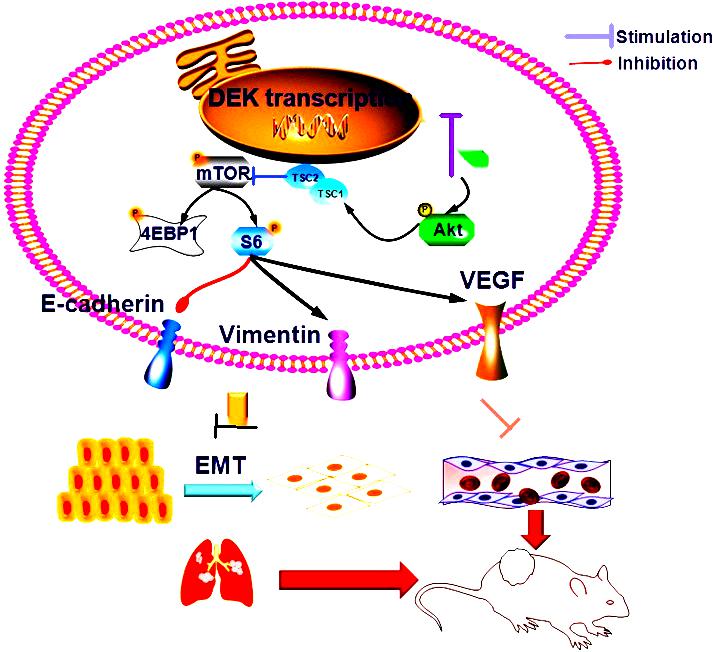 Stimulation
Inhibition
DEK transcription
P
mTOR
TSC2
TSC1
P
4EBP1
P
S6
P
Akt
E-cadherin
Vimentin
VEGF
EMT